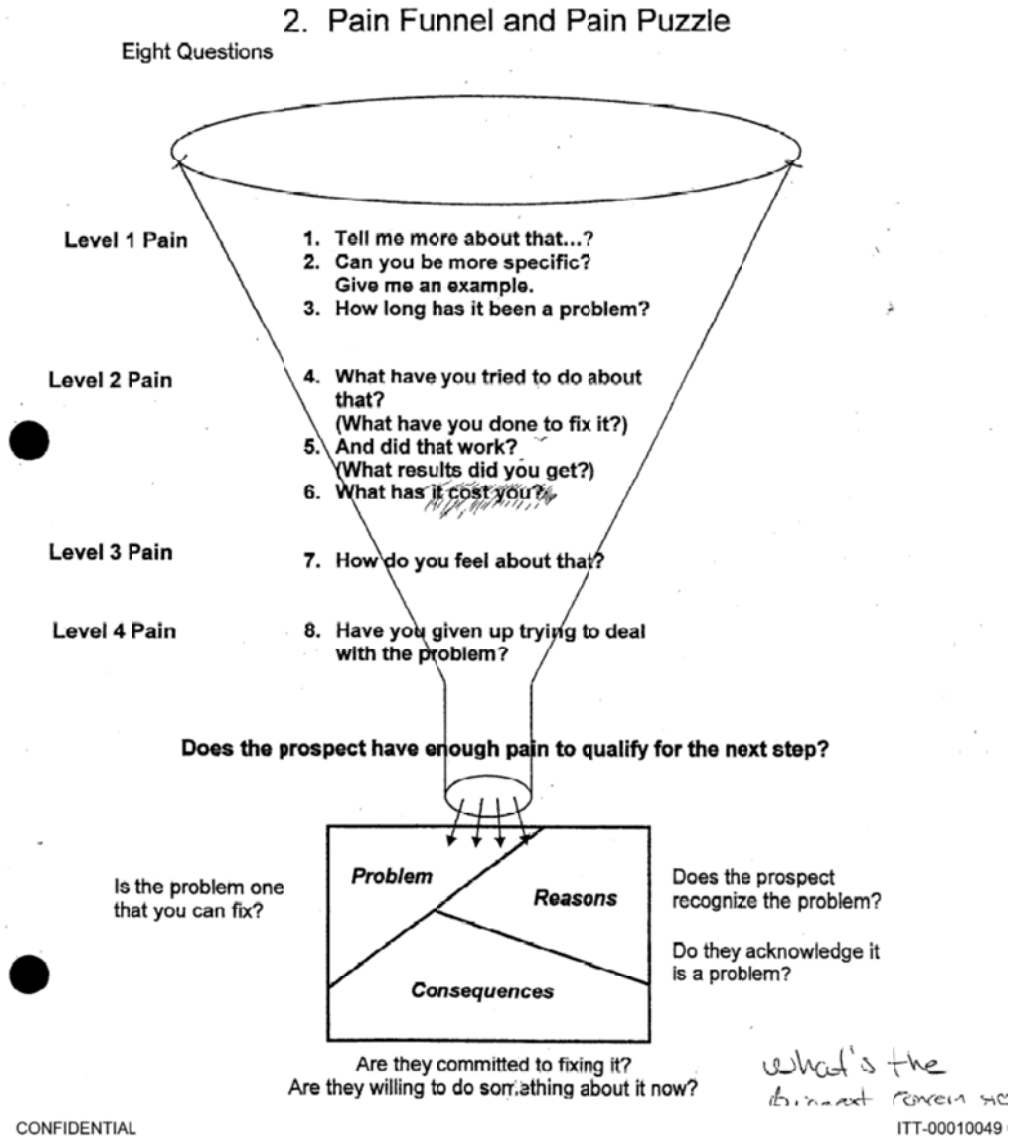 2. Pain Funnel and Pain Puzzle
Eight Questions
Level 1 Pain
1. Tell me more about that...?
2. Can you be more specific?
Give me an example.
3. How long has it been a problem?
Level 2 Pain
4. What have you tried to do about
that?
(What have you done to fix it?)
5. And did that work?
(What results did you get?)
6. What has it cost you?
Level 3 Pain
7. How do you feel about that?
Level 4 Pain
8. Have you given up trying to deal
with the problem?
Does the prospect have enough pain to qualify for the next step?
Problem
Reasons
Consequences
Is the problem one
that you can fix?
Does the prospect
recognize the problem?
Do they acknowledge it
is a problem?
Are they committed to fixing it?
Are they willing to do something about it now?
what's the
CONFIDENTIAL
ITT-00010049